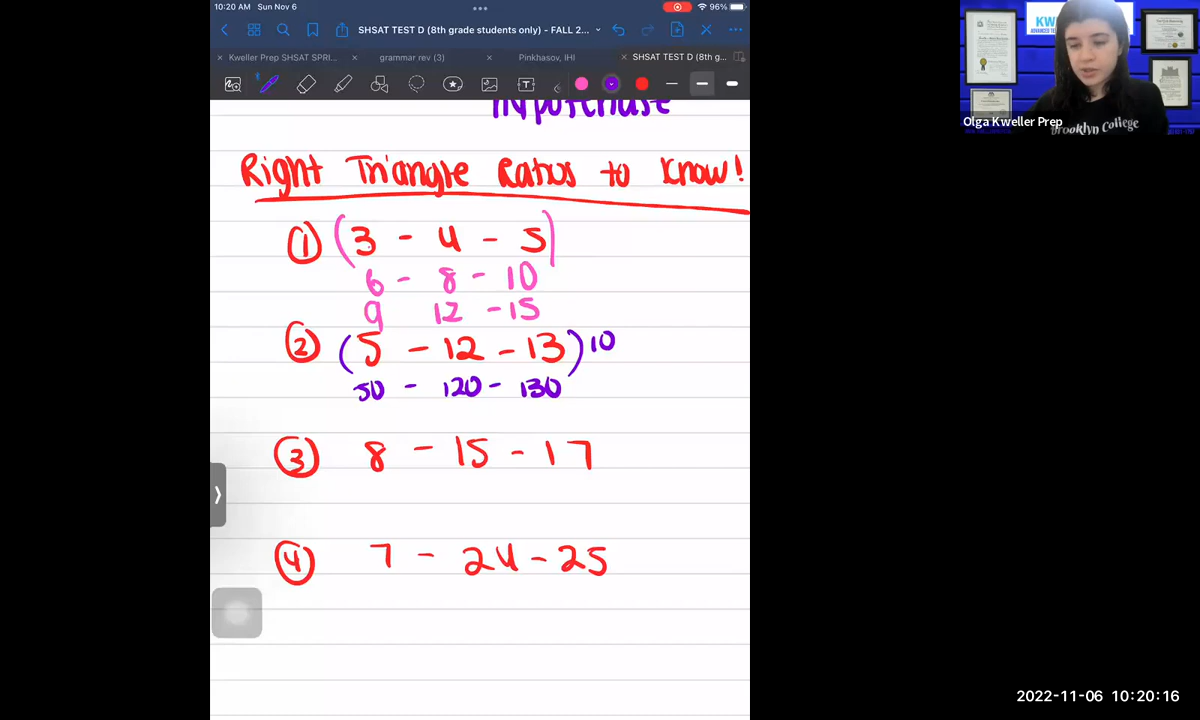 10:20 AM Sun Nov 6
96%
SHSAT TEST D (8th grade students only) - FALL 2...
Kweller Prep SHSAT SPRI...
grammar rev (3)
Pinkhasov, IHI
SHSAT TEST D (8th g...
hypotenuse
Right Triangle Ratios to Know!
① (3 - 4 - 5)
6 - 8 - 10
9 12 - 15
② (5 - 12 - 13) 10
50 - 120 - 130
③ 8 - 15 - 17
④ 7 - 24 - 25
KW
Olga Kweller Prep
Brooklyn College
2022-11-06 10:20:16